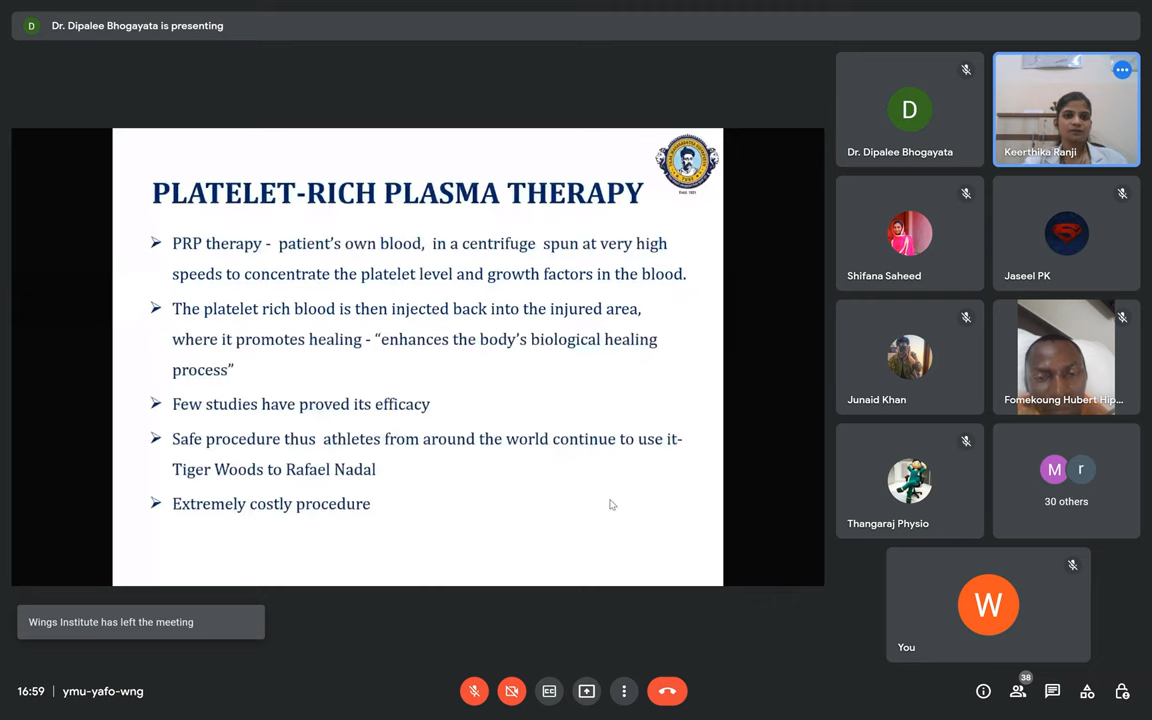 D Dr. Dipalee Bhogayata is presenting
PLATELET-RICH PLASMA THERAPY
➢ PRP therapy - patient's own blood, in a centrifuge spun at very high
speeds to concentrate the platelet level and growth factors in the blood.
➢ The platelet rich blood is then injected back into the injured area,
where it promotes healing - “enhances the body's biological healing
process”
➢ Few studies have proved its efficacy
➢ Safe procedure thus athletes from around the world continue to use it-
Tiger Woods to Rafael Nadal
➢ Extremely costly procedure
D
Dr. Dipalee Bhogayata
Keerthika Ranji
Shifana Saheed
Jaseel PK
Junaid Khan
Fomekoung Hubert Hip...
Thangaraj Physio
M r
30 others
W
You
Wings Institute has left the meeting
16:59 | ymu-yafo-wng
CC
38